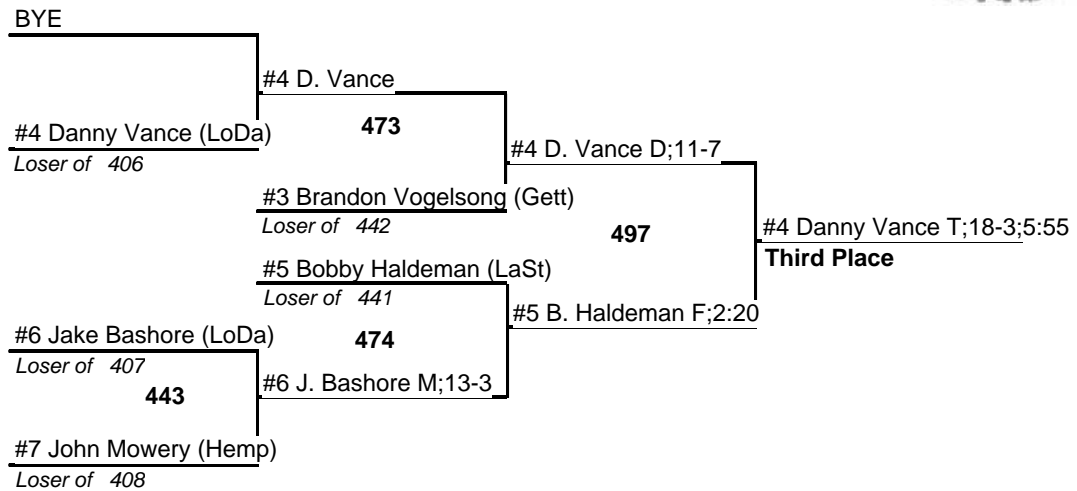 BYE
#4 D. Vance
473
#4 Danny Vance (LoDa)
Loser of 406
#4 D. Vance D;11-7
#3 Brandon Vogelsong (Gett)
Loser of 442
497
#4 Danny Vance T;18-3;5:55
Third Place
#5 Bobby Haldeman (LaSt)
Loser of 441
#5 B. Haldeman F;2:20
#6 Jake Bashore (LoDa)
474
Loser of 407
443
#6 J. Bashore M;13-3
#7 John Mowery (Hemp)
Loser of 408